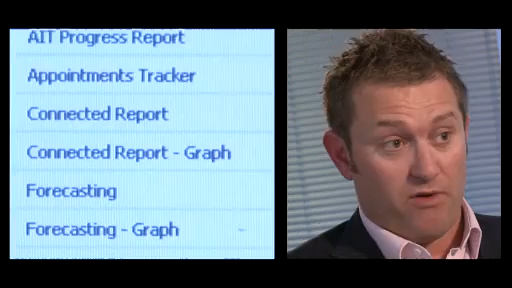 AIT Progress Report
Appointments Tracker
Connected Report
Connected Report - Graph
Forecasting
Forecasting - Graph